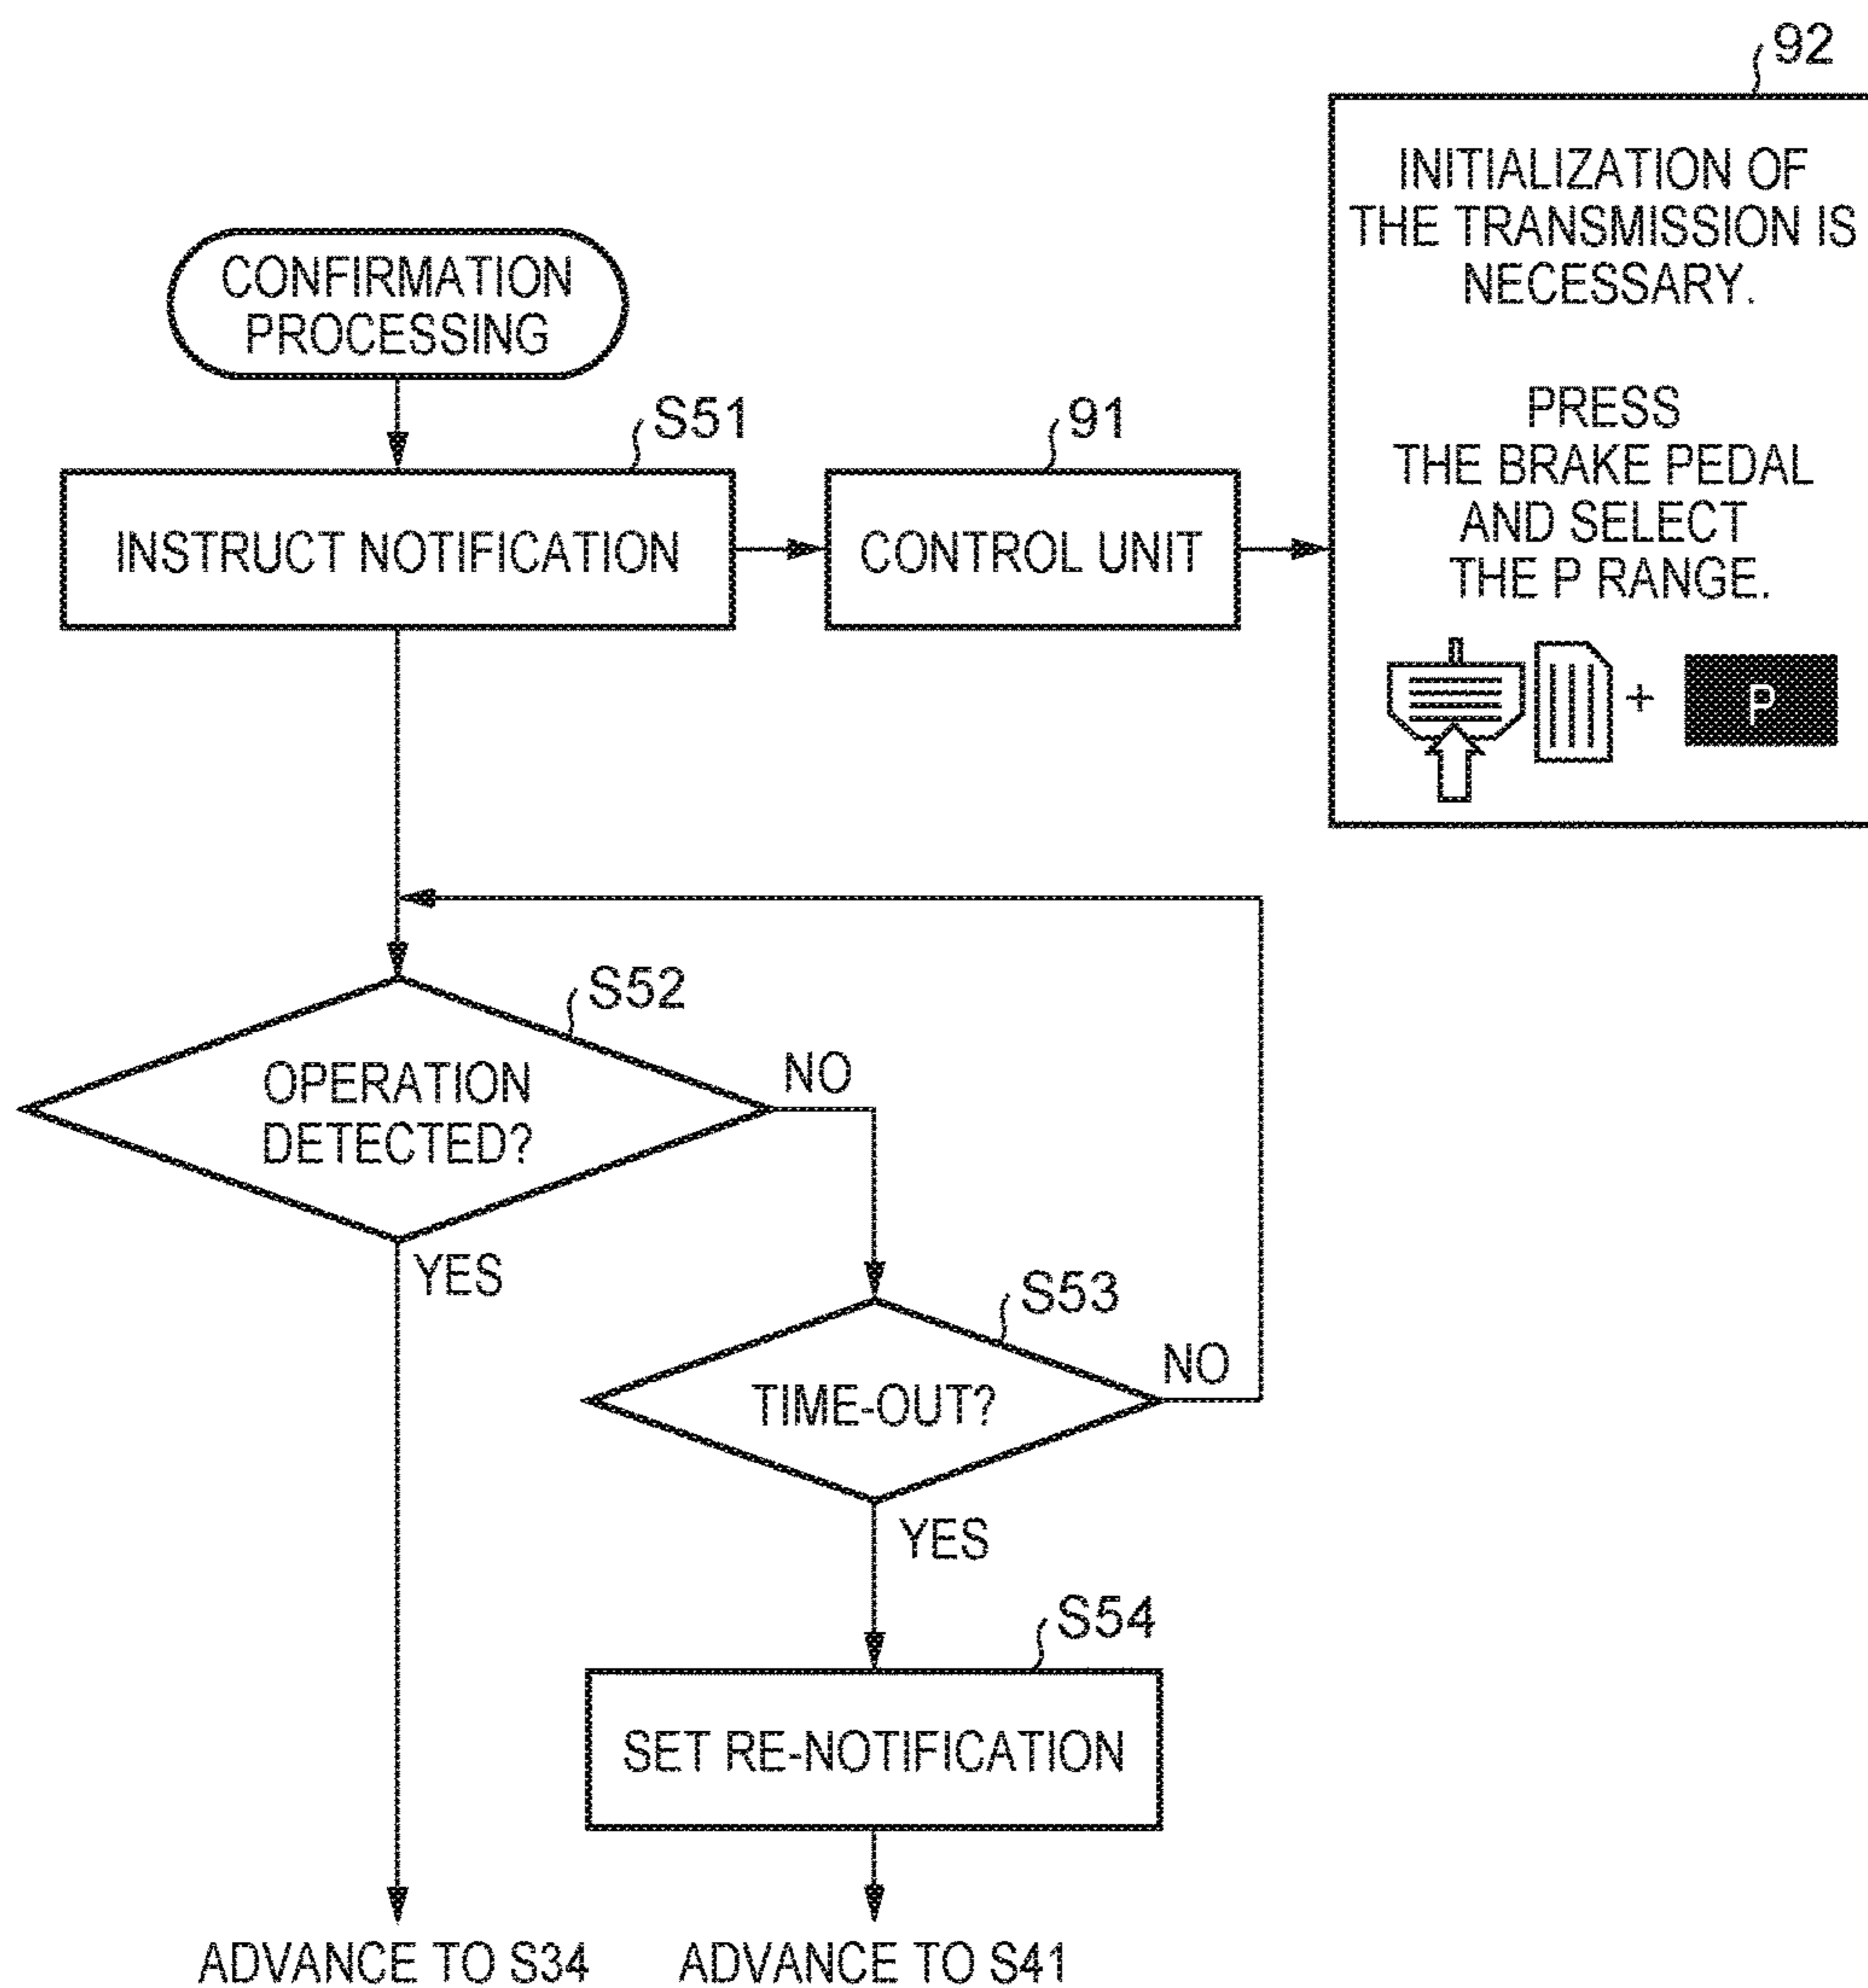 92
INITIALIZATION OF
THE TRANSMISSION IS
NECESSARY.
PRESS
THE BRAKE PEDAL
AND SELECT
THE P RANGE.
+
P
CONFIRMATION
PROCESSING
S51
INSTRUCT NOTIFICATION
91
CONTROL UNIT
S52
OPERATION
DETECTED?
NO
YES
S53
TIME-OUT?
NO
YES
S54
SET RE-NOTIFICATION
ADVANCE TO S34
ADVANCE TO S41